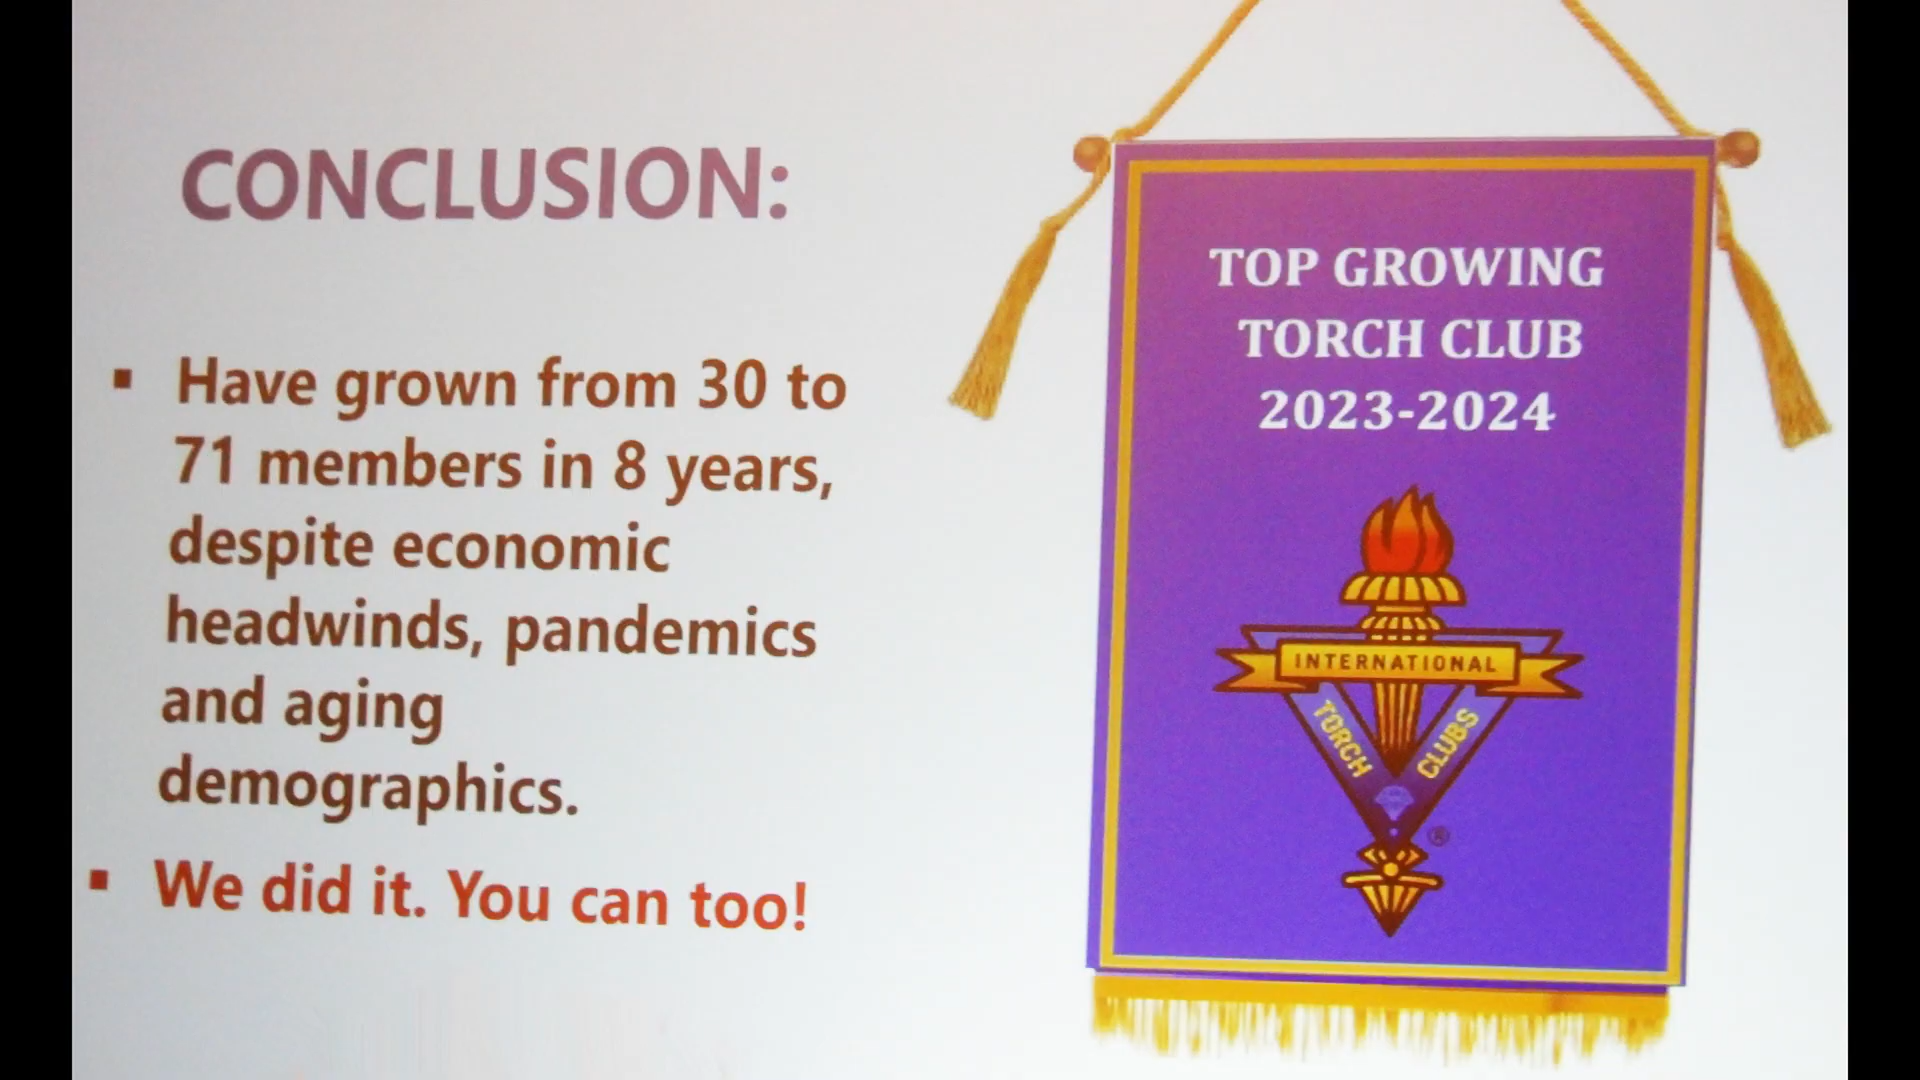 CONCLUSION:
▪ Have grown from 30 to
71 members in 8 years,
despite economic
headwinds, pandemics
and aging
demographics.
▪ We did it. You can too!
TOP GROWING
TORCH CLUB
2023-2024
INTERNATIONAL
TORCH
CLUBS
®